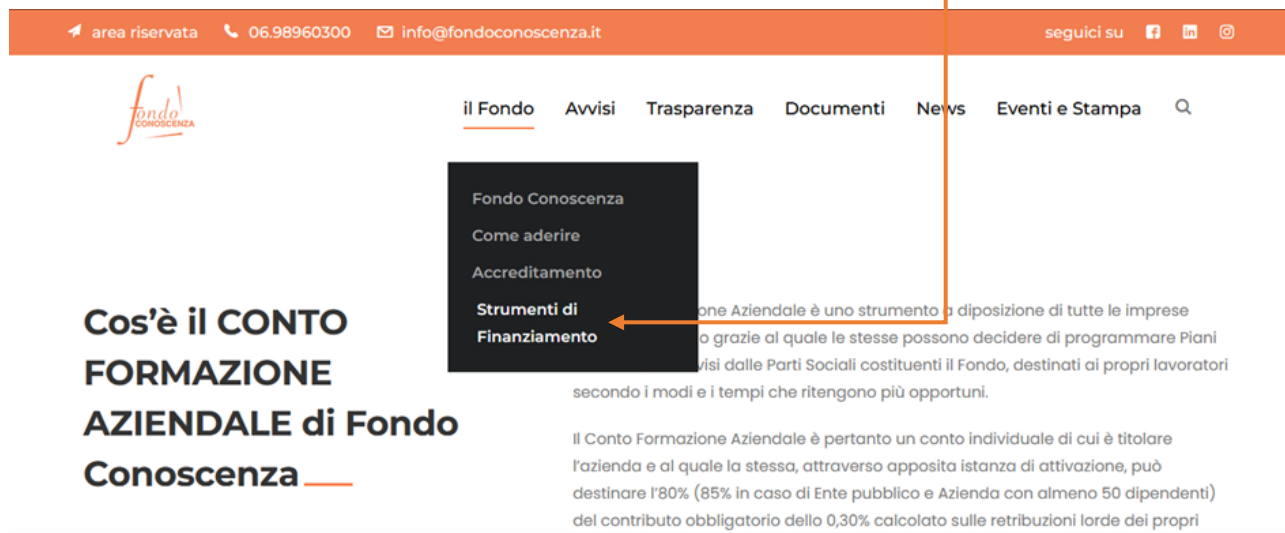 area riservata 06.98960300 info@fondoconoscenza.it seguici su
fondo
CONOSCENZA
il Fondo Avvisi Trasparenza Documenti News Eventi e Stampa
Fondo Conoscenza
Come aderire
Accreditamento
Strumenti di
Finanziamento
Cos’è il CONTO
FORMAZIONE
AZIENDALE di Fondo
Conoscenza
one Aziendale è uno strumento a disposizione di tutte le imprese
o grazie al quale le stesse possono decidere di programmare Piani
visi dalle Parti Sociali costituenti il Fondo, destinati ai propri lavoratori
secondo i modi e i tempi che ritengono più opportuni.
Il Conto Formazione Aziendale è pertanto un conto individuale di cui è titolare
l’azienda e al quale la stessa, attraverso apposita istanza di attivazione, può
destinare l’80% (85% in caso di Ente pubblico e Azienda con almeno 50 dipendenti)
del contributo obbligatorio dello 0,30% calcolato sulle retribuzioni lorde dei propri